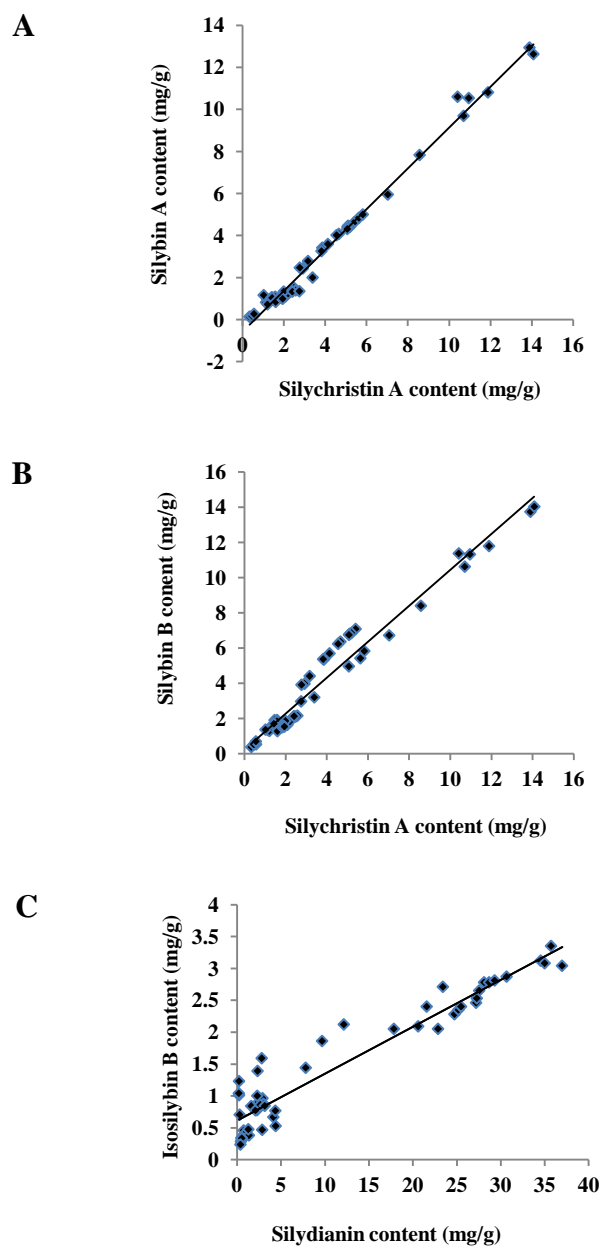 A
Silybin A content (mg/g)
14
12
10
8
6
4
2
0
-2
0 2 4 6 8 10 12 14 16
Silychristin A content (mg/g)
B
Silybin B conent (mg/g)
16
14
12
10
8
6
4
2
0
0 2 4 6 8 10 12 14 16
Silychristin A content (mg/g)
C
Isosilybin B content (mg/g)
4
3.5
3
2.5
2
1.5
1
0.5
0
0 5 10 15 20 25 30 35 40
Silydianin content (mg/g)